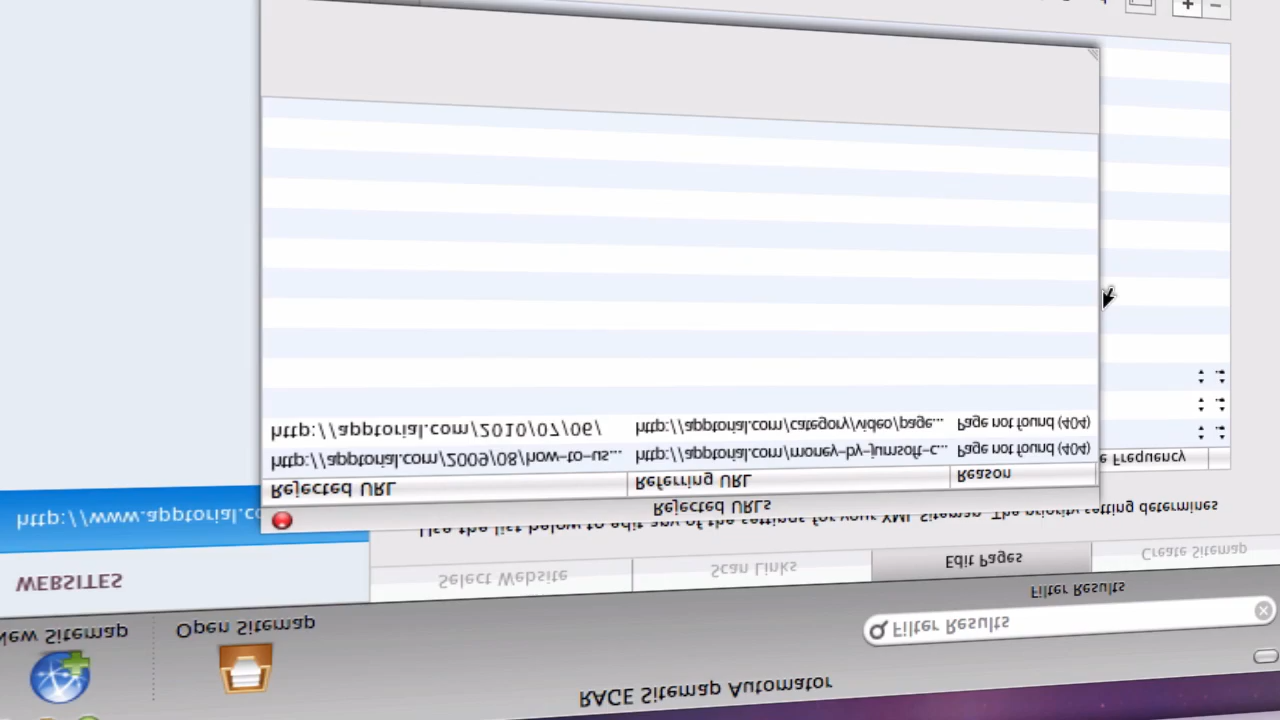 RAGE Sitemap Automator
New Sitemap
Open Sitemap
Filter Results
Filter Results
WEBSITES
Select Website
Scan Links
Edit Pages
Create Sitemap
http://www.apptorial.co
Use the list below to edit any of the settings for your XML Sitemap. The priority setting determines
Rejected URLs
Rejected URL
Referring URL
Reason
e Frequency
http://apptorial.com/2009/08/how-to-us...
http://apptorial.com/money-by-jumsoft-c...
Page not found (404)
http://apptorial.com/2010/07/06/
http://apptorial.com/category/video/page...
Page not found (404)